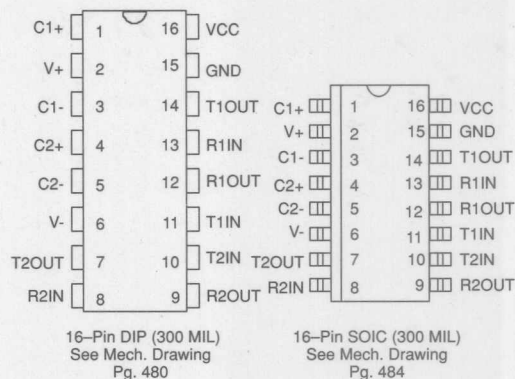 C1+ 1 16 VCC
V+ 2 15 GND
C1- 3 14 T1OUT
C2+ 4 13 R1IN
C2- 5 12 R1OUT
V- 6 11 T1IN
T2OUT 7 10 T2IN
R2IN 8 9 R2OUT
16–Pin DIP (300 MIL)
See Mech. Drawing
Pg. 480
C1+ 1 16 VCC
V+ 2 15 GND
C1- 3 14 T1OUT
C2+ 4 13 R1IN
C2- 5 12 R1OUT
V- 6 11 T1IN
T2OUT 7 10 T2IN
R2IN 8 9 R2OUT
16–Pin SOIC (300 MIL)
See Mech. Drawing
Pg. 484